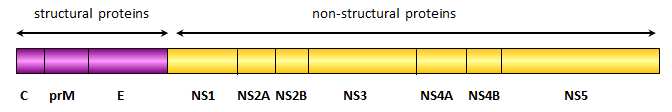 structural proteins non-structural proteins
C prM E NS1 NS2A NS2B NS3 NS4A NS4B NS5